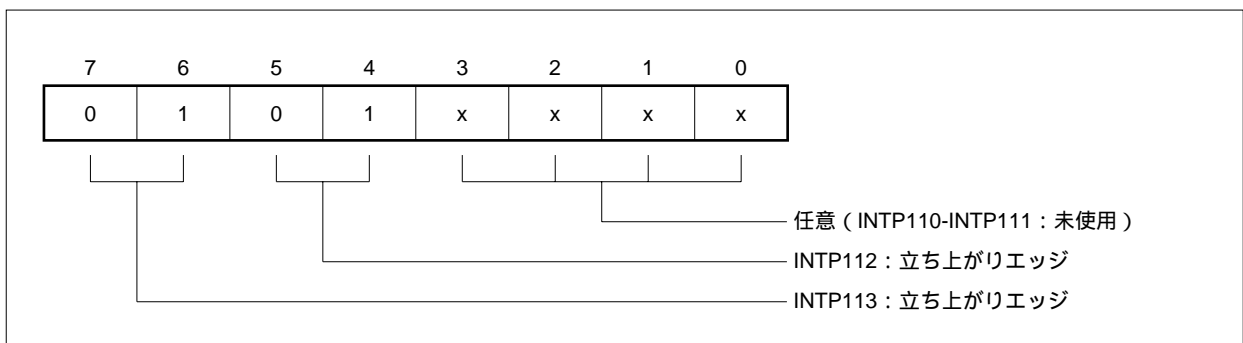 7 6 5 4 3 2 1 0
0 1 0 1 x x x x
任意（INTP110-INTP111：未使用）
INTP112：立ち上がりエッジ
INTP113：立ち上がりエッジ